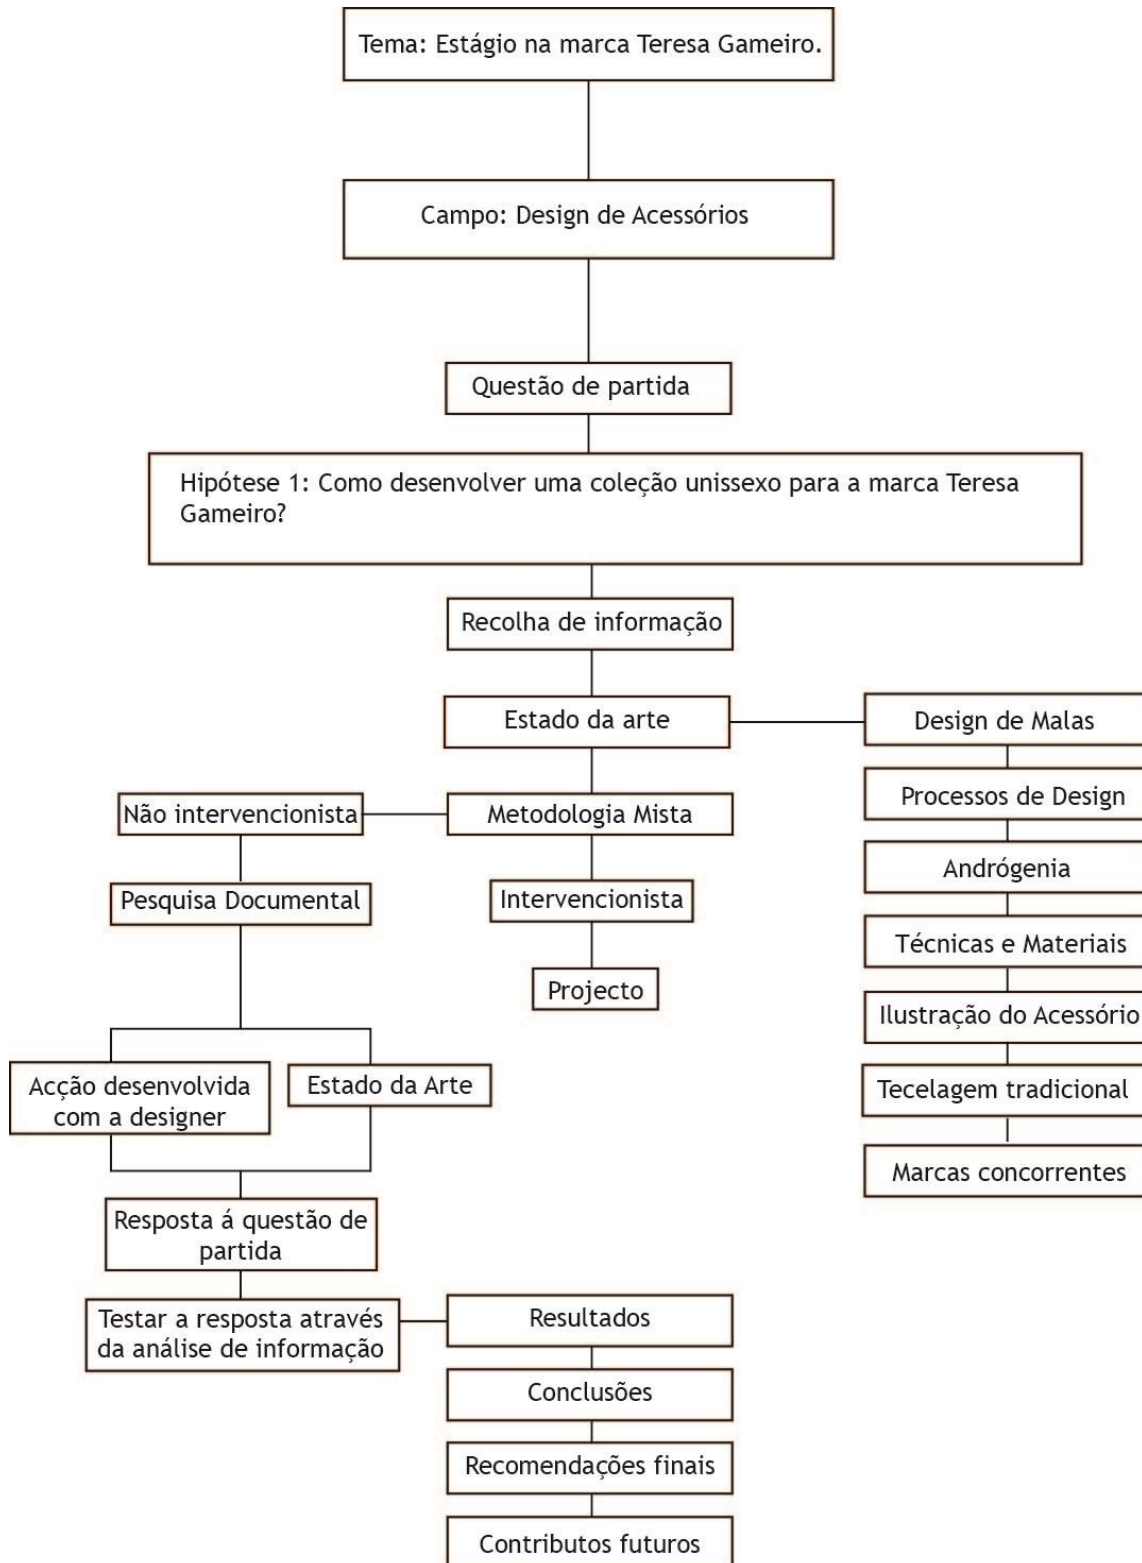 Tema: Estágio na marca Teresa Gameiro.
Campo: Design de Acessórios
Questão de partida
Hipótese 1: Como desenvolver uma coleção unissexo para a marca Teresa
Gameiro?
Recolha de informação
Estado da arte
Design de Malas
Processos de Design
Andrógenia
Técnicas e Materiais
Ilustração do Acessório
Tecelagem tradicional
Marcas concorrentes
Metodologia Mista
Não intervencionista
Pesquisa Documental
Intervencionista
Projecto
Acção desenvolvida
com a designer
Estado da Arte
Resposta á questão de
partida
Testar a resposta através
da análise de informação
Resultados
Conclusões
Recomendações finais
Contributos futuros